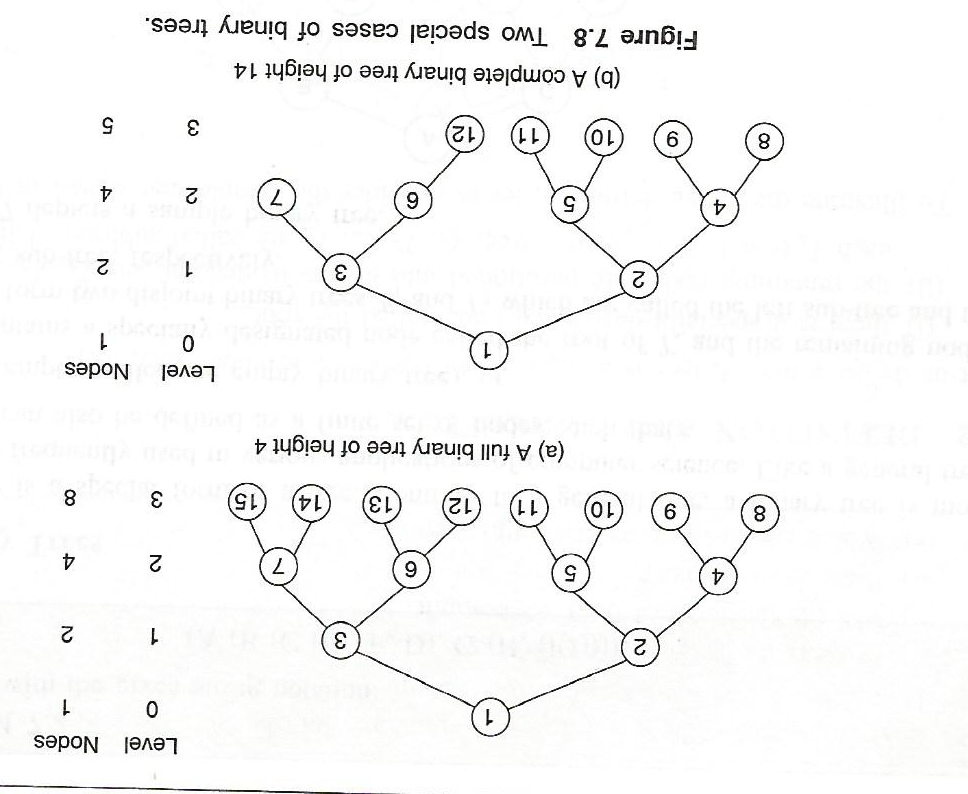 Level Nodes
1 0 1
2 3 1 2
4 5 6 7 2 4
8 9 10 11 12 13 14 15 3 8
(a) A full binary tree of height 4
Level Nodes
1 0 1
2 3 1 2
4 5 6 7 2 4
8 9 10 11 12 3 5
(b) A complete binary of tree of height 14
Figure 7.8 Two special cases of binary trees.